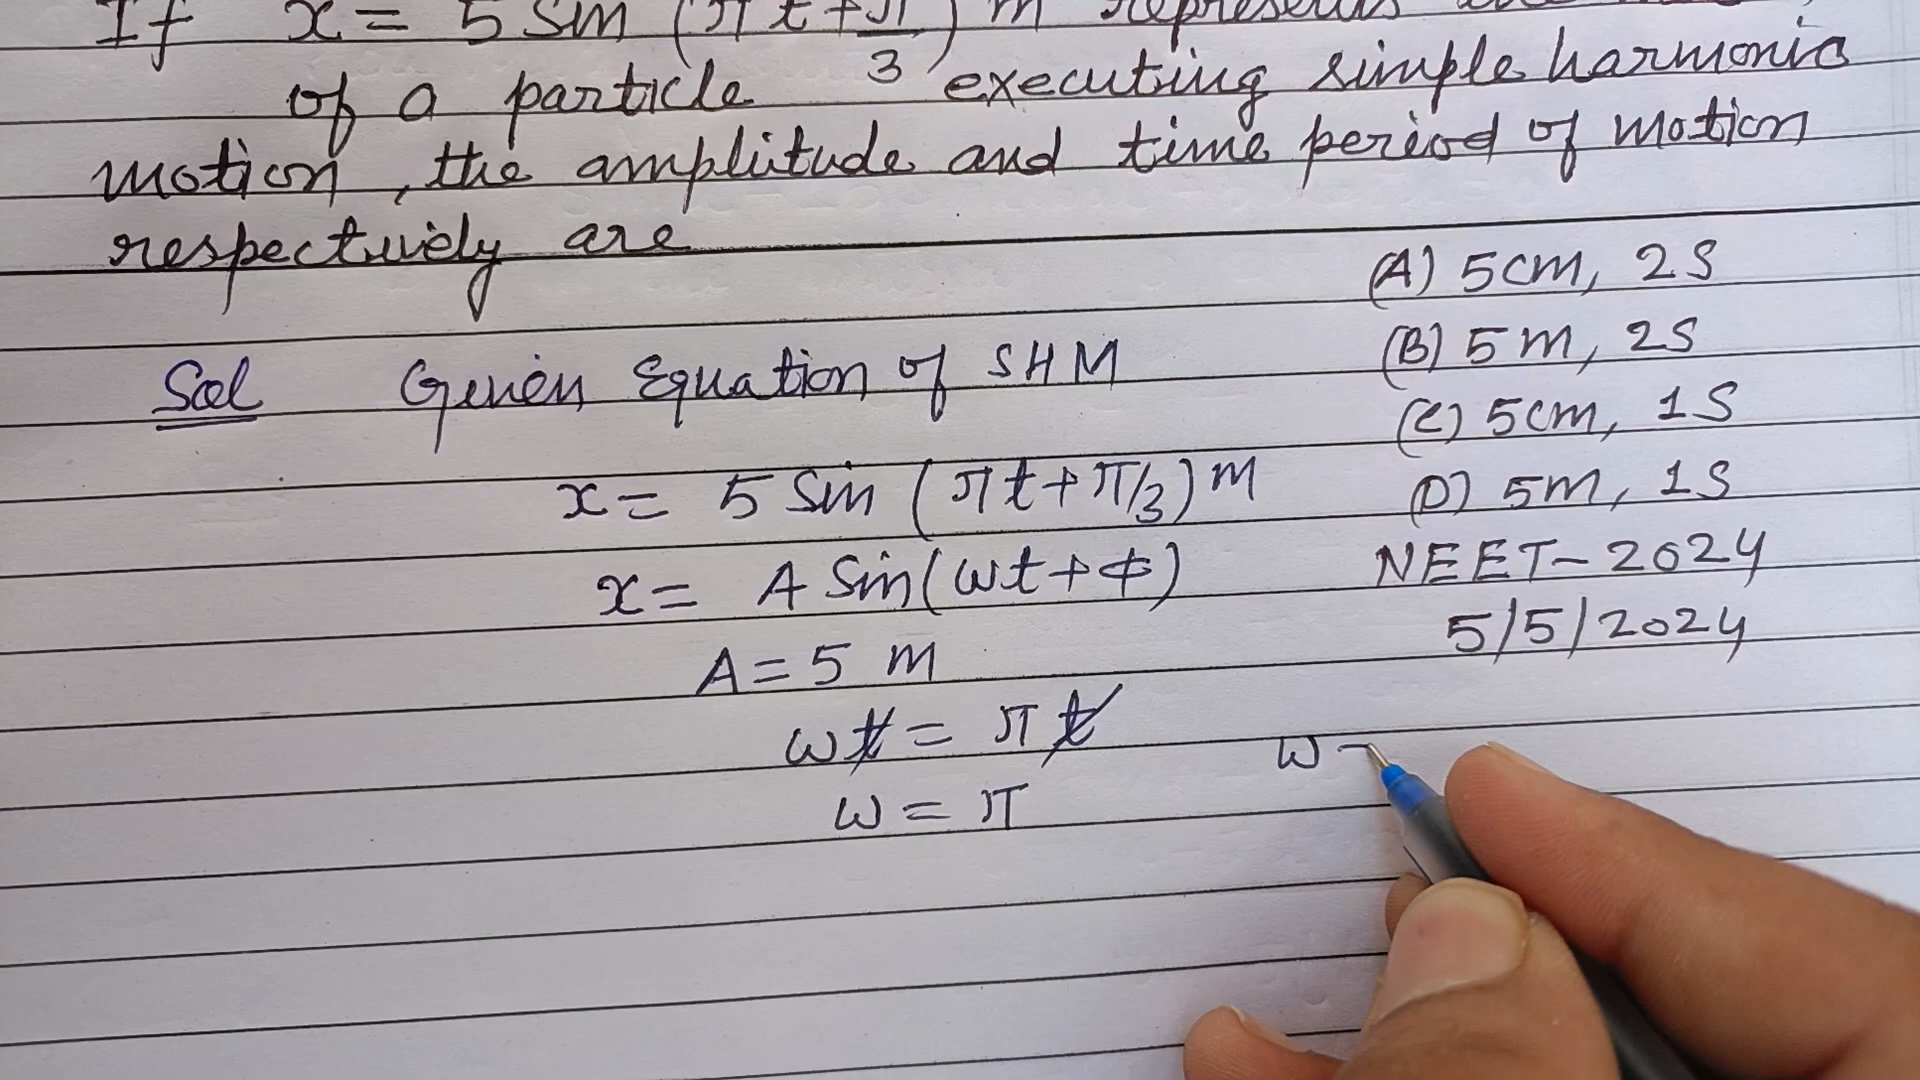 If x = 5 sin (πt + π/3) m represents
of a particle executing simple harmonic
motion, the amplitude and time period of motion
respectively are
(A) 5cm, 2S
Sol Given Equation of SHM
(B) 5m, 2S
(C) 5cm, 1S
x = 5 Sin (πt + π/3) m
(D) 5m, 1S
x = A Sin(ωt + ϕ)
NEET-2024
A = 5 m
5/5/2024
ωt = πt
ω
ω = π